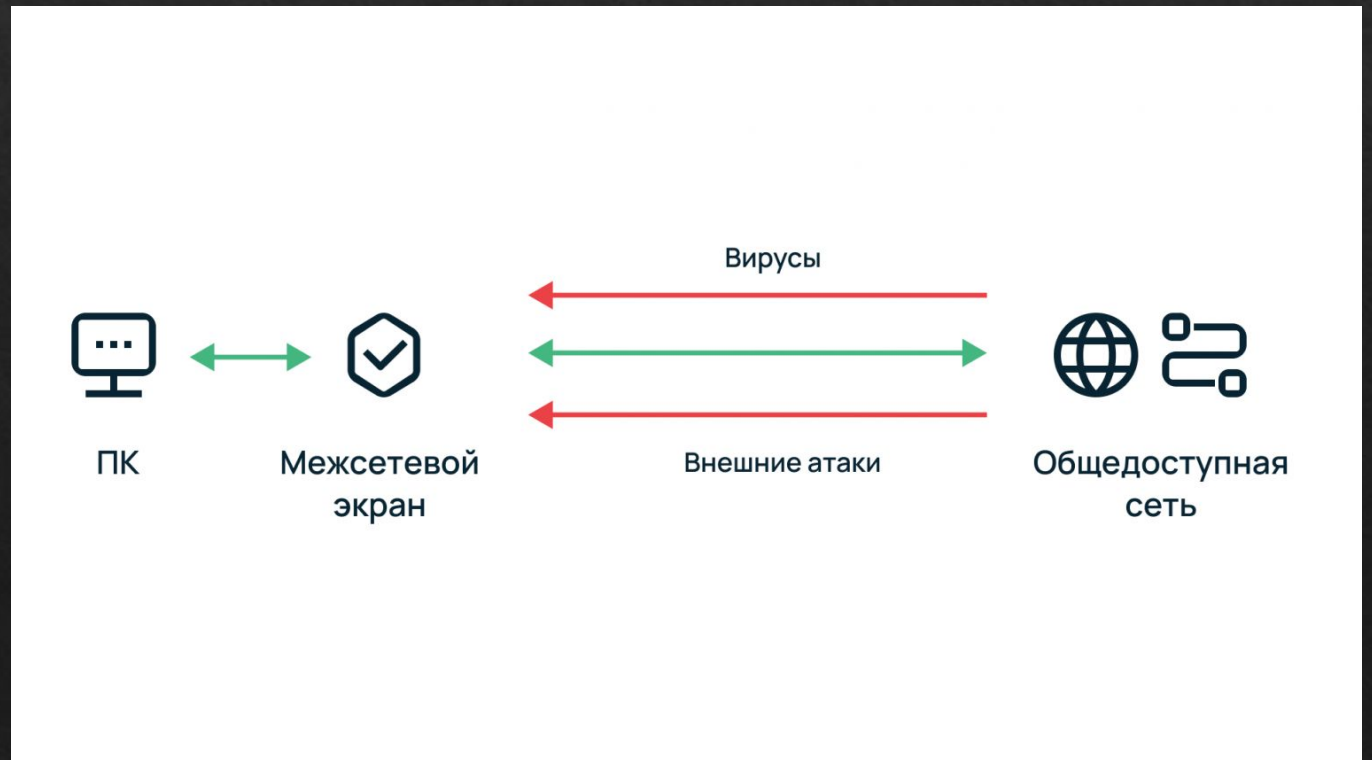 Вирусы
ПК
Межсетевой
экран
Внешние атаки
Общедоступная
сеть